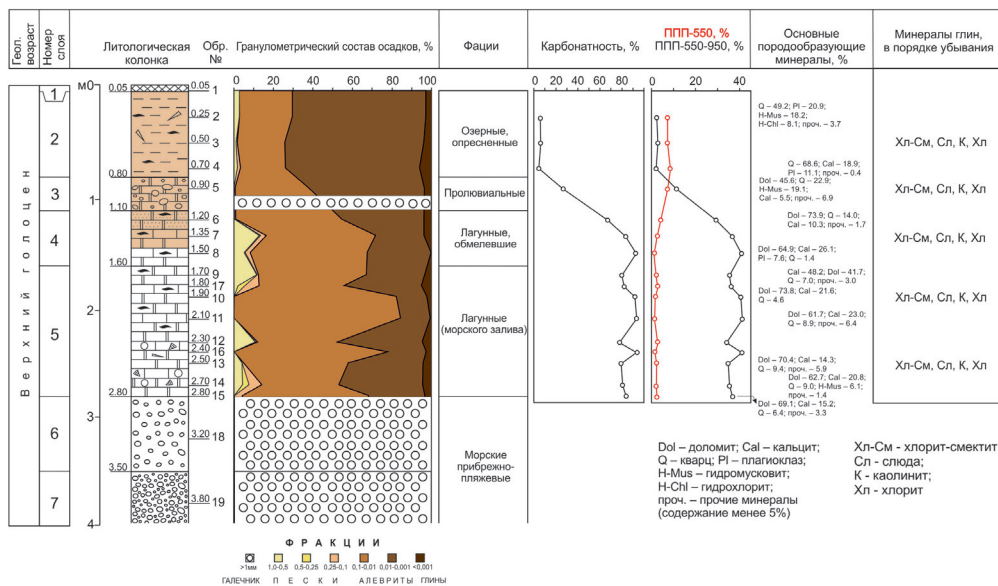 Геол. возраст
Номер слоя
Литологическая колонка
Обр. №
Гранулометрический состав осадков, %
Фации
Карбонатность, %
ППП-550, %
ППП-550-950, %
Основные породообразующие минералы, %
Минералы глин, в порядке убывания
0 20 40 60 80 100
0 20 40 60 80
0 20 40
м0
1
2
3
4
Верхний голоцен
1
2
3
4
5
6
7
0.05
0.25
0.50
0.70
0.80
0.90
1.10
1.20
1.35
1.50
1.60
1.70
1.80
1.90
2.10
2.30
2.40
2.50
2.70
2.80
2.80
3.20
3.50
3.80
0.05 1
2
3
4
5
6
7
8
9
17
10
11
12
16
13
14
15
18
19
Озерные, опресненные
Пролювиальные
Лагунные, обмелевшие
Лагунные (морского залива)
Морские прибрежно-пляжевые
Q – 49.2; Pl – 20.9;
H-Mus – 18.2;
H-Chl – 8.1; проч. – 3.7
Q – 68.6; Cal – 18.9;
Pl – 11.1; проч. – 0.4
Dol – 45.6; Q – 22.9;
H-Mus – 19.1;
Cal – 5.5; проч. – 6.9
Dol – 73.9; Q – 14.0;
Cal – 10.3; проч. – 1.7
Dol – 64.9; Cal – 26.1;
Pl – 7.6; Q – 1.4
Cal – 48.2; Dol – 41.7;
Q – 7.0; проч. – 3.0
Dol – 73.8; Cal – 21.6;
Q – 4.6
Dol – 61.7; Cal – 23.0;
Q – 8.9; проч. – 6.4
Dol – 70.4; Cal – 14.3;
Q – 9.4; проч. – 5.9
Dol – 62.7; Cal – 20.8;
Q – 9.0; H-Mus – 6.1;
проч. – 1.4
Dol – 69.1; Cal – 15.2;
Q – 6.4; проч. – 3.3
Хл-См, Сл, К, Хл
Хл-См, Сл, К, Хл
Хл-См, Сл, К, Хл
Хл-См, Сл, К, Хл
Хл-См, Сл, К, Хл
Dol – доломит; Cal – кальцит;
Q – кварц; Pl – плагиоклаз;
H-Mus – гидромусковит;
H-Chl – гидрохлорит;
проч. – прочие минералы
(содержание менее 5%)
Хл-См - хлорит-смектит
Сл - слюда;
К - каолинит;
Хл - хлорит
ФРАКЦИИ
>1мм 1,0-0,5 0,5-0,25 0,25-0,1 0,1-0,01 0,01-0,001 <0,001
ГАЛЕЧНИК ПЕСКИ АЛЕВРИТЫ ГЛИНЫ